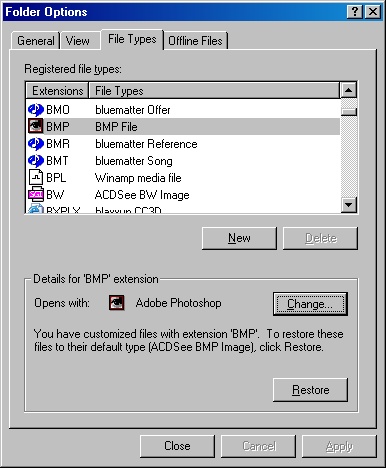 Folder Options
General View File Types Offline Files
Registered file types:
Extensions File Types
BMO bluematter Offer
BMP BMP File
BMR bluematter Reference
BMT bluematter Song
BPL Winamp media file
BW ACDSee BW Image
BXPLX blaxxun CC3D
New Delete
Details for 'BMP' extension
Opens with: Adobe Photoshop Change...
You have customized files with extension 'BMP'. To restore these
files to their default type (ACDSee BMP Image), click Restore.
Restore
Close Cancel Apply